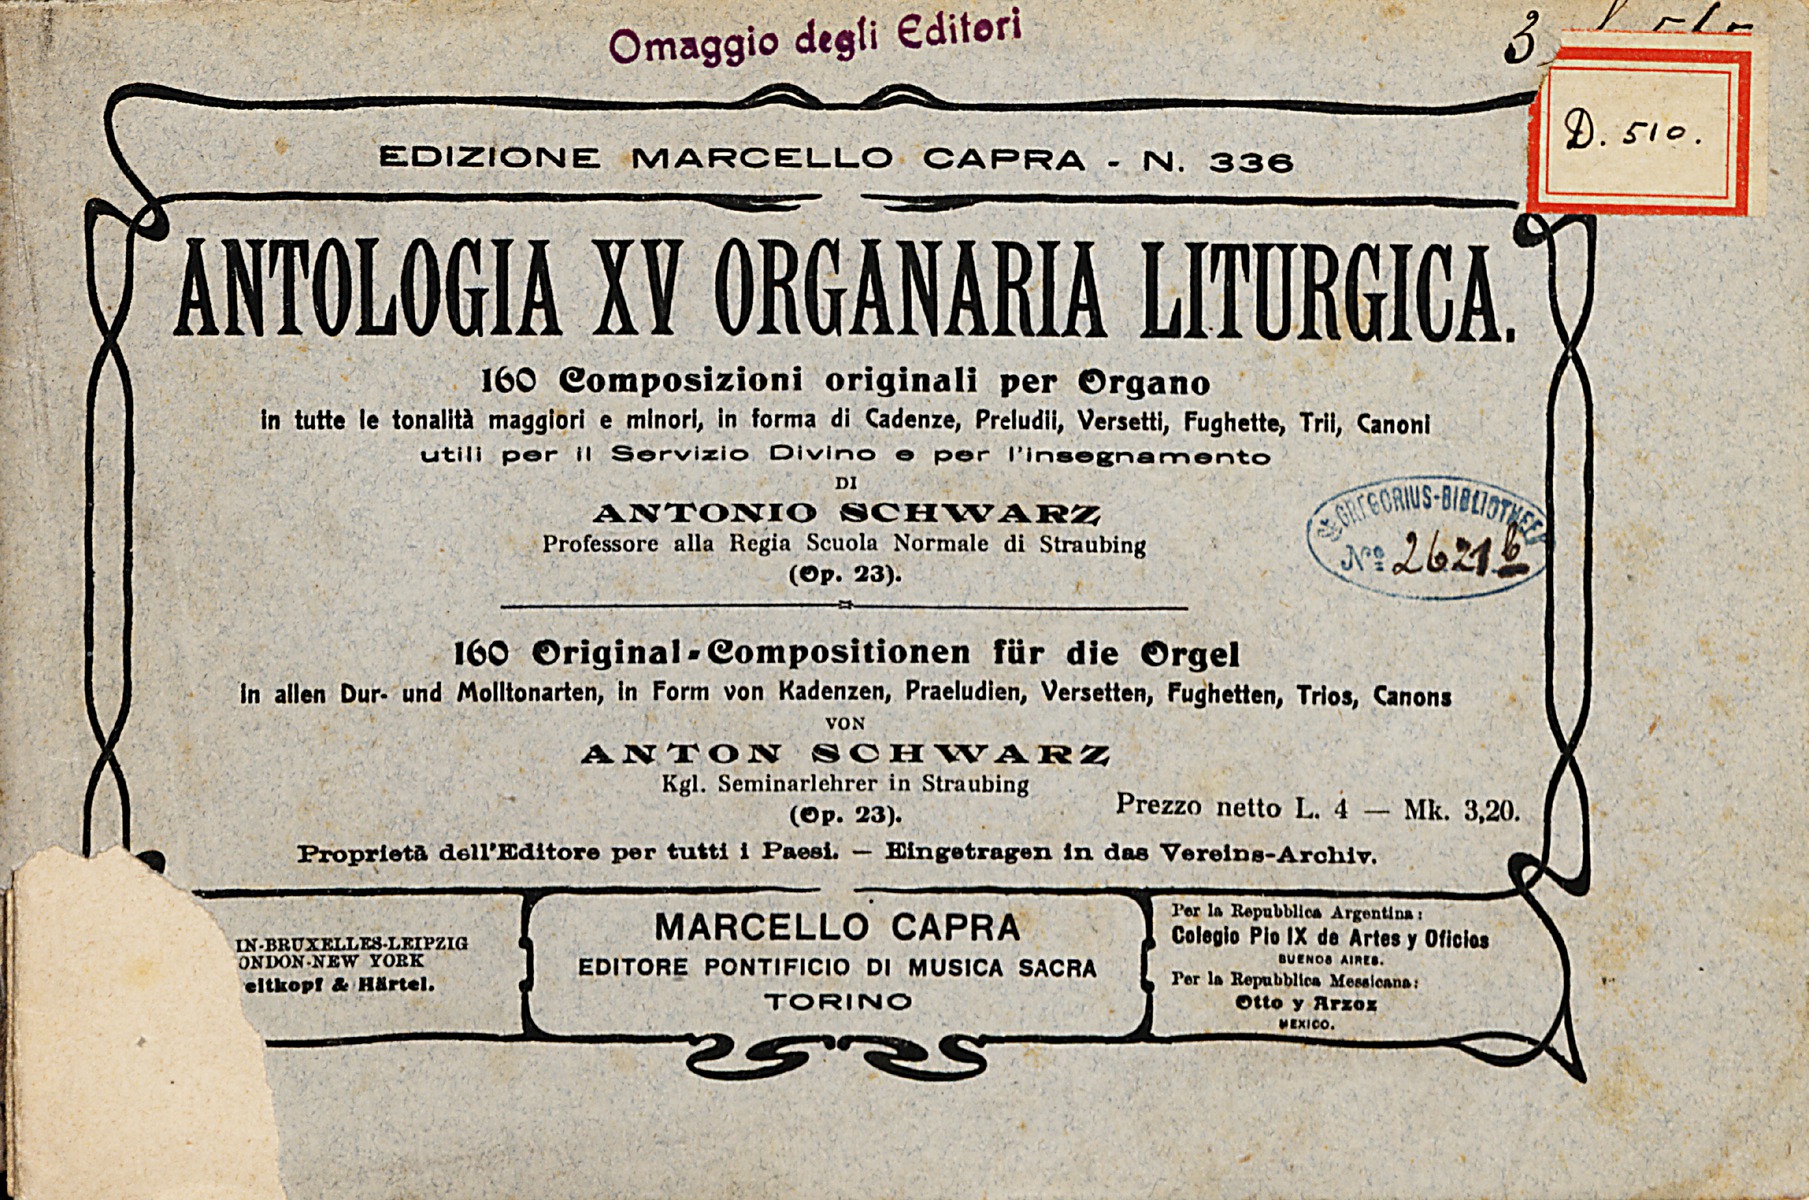 Omaggio degli Editori
3
D. 510.
EDIZIONE MARCELLO CAPRA - N. 336
ANTOLOGIA XV ORGANARIA LITURGICA.
160 Composizioni originali per Organo
in tutte le tonalità maggiori e minori, in forma di Cadenze, Preludii, Versetti, Fughette, Trii, Canoni
utili per il Servizio Divino e per l'insegnamento
DI
ANTONIO SCHWARZ
Professore alla Regia Scuola Normale di Straubing
(Op. 23).
St GREGORIUS-BIBLIOTHEEK
No 2621 b
160 Original-Compositionen für die Orgel
in allen Dur- und Molltonarten, in Form von Kadenzen, Praeludien, Versetten, Fughetten, Trios, Canons
VON
ANTON SCHWARZ
Kgl. Seminarlehrer in Straubing
(Op. 23).
Prezzo netto L. 4 — Mk. 3,20.
Proprietà dell'Editore per tutti i Paesi. — Eingetragen in das Vereins-Archiv.
IN-BRUXELLES-LEIPZIG
ONDON-NEW YORK
eitkopf & Härtel.
MARCELLO CAPRA
EDITORE PONTIFICIO DI MUSICA SACRA
TORINO
Per la Repubblica Argentina:
Colegio Pio IX de Artes y Oficios
BUENOS AIRES.
Per la Repubblica Messicana:
Otto y Arzoz
MEXICO.